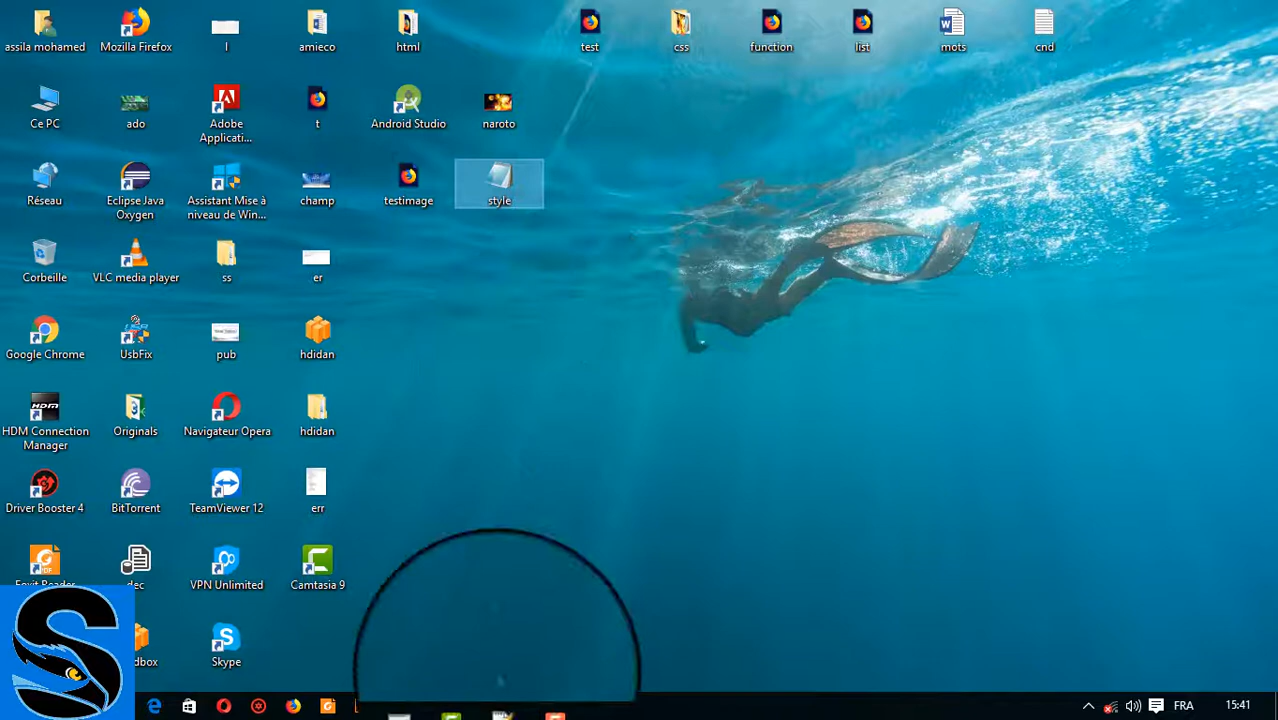 assila mohamed
Mozilla Firefox
l
amieco
html
test
css
function
list
mots
cnd
Ce PC
ado
Adobe
Applicati...
t
Android Studio
naroto
Réseau
Eclipse Java
Oxygen
Assistant Mise à
niveau de Win...
champ
testimage
style
Corbeille
VLC media player
ss
er
Google Chrome
UsbFix
pub
hdidan
HDM Connection
Manager
Originals
Navigateur Opera
hdidan
Driver Booster 4
BitTorrent
TeamViewer 12
err
Foxit Reader
dec
VPN Unlimited
Camtasia 9
Skype
FR
15:41